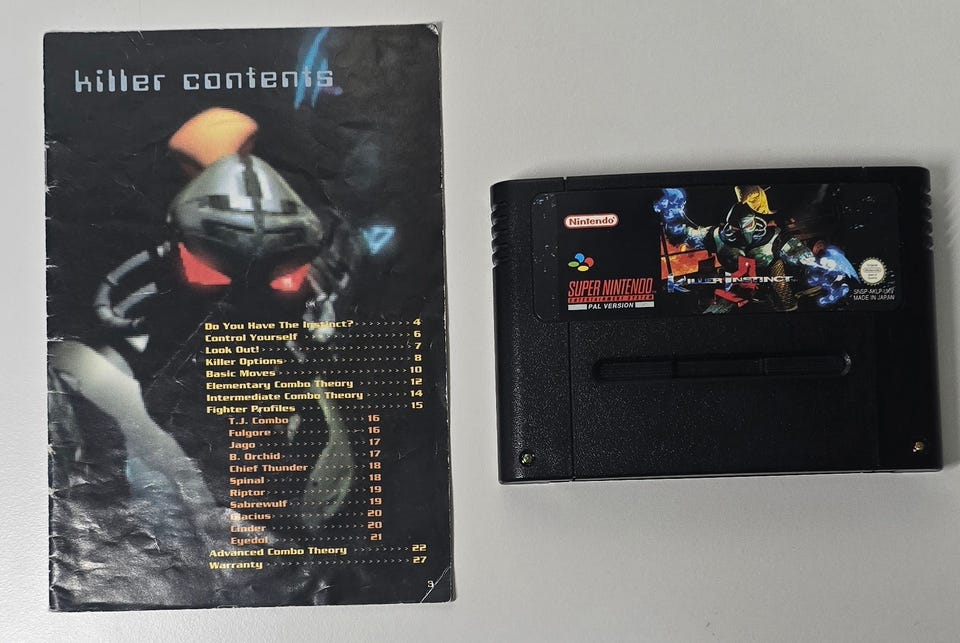 killer contents
Do You Have The Instinct? 4
Control Yourself 6
Look Out! 7
Killer Options 8
Basic Moves 10
Elementary Combo Theory 12
Intermediate Combo Theory 14
Fighter Profiles 15
T.J. Combo 16
Fulgore 16
Jago 17
B. Orchid 17
Chief Thunder 18
Spinal 18
Riptor 19
Sabrewulf 19
Glacius 20
Cinder 20
Eyedol 21
Advanced Combo Theory 22
Warranty 27
3
Nintendo
SUPER NINTENDO
ENTERTAINMENT SYSTEM
PAL VERSION
KILLER INSTINCT
SNSP-AKLP-UKV
MADE IN JAPAN